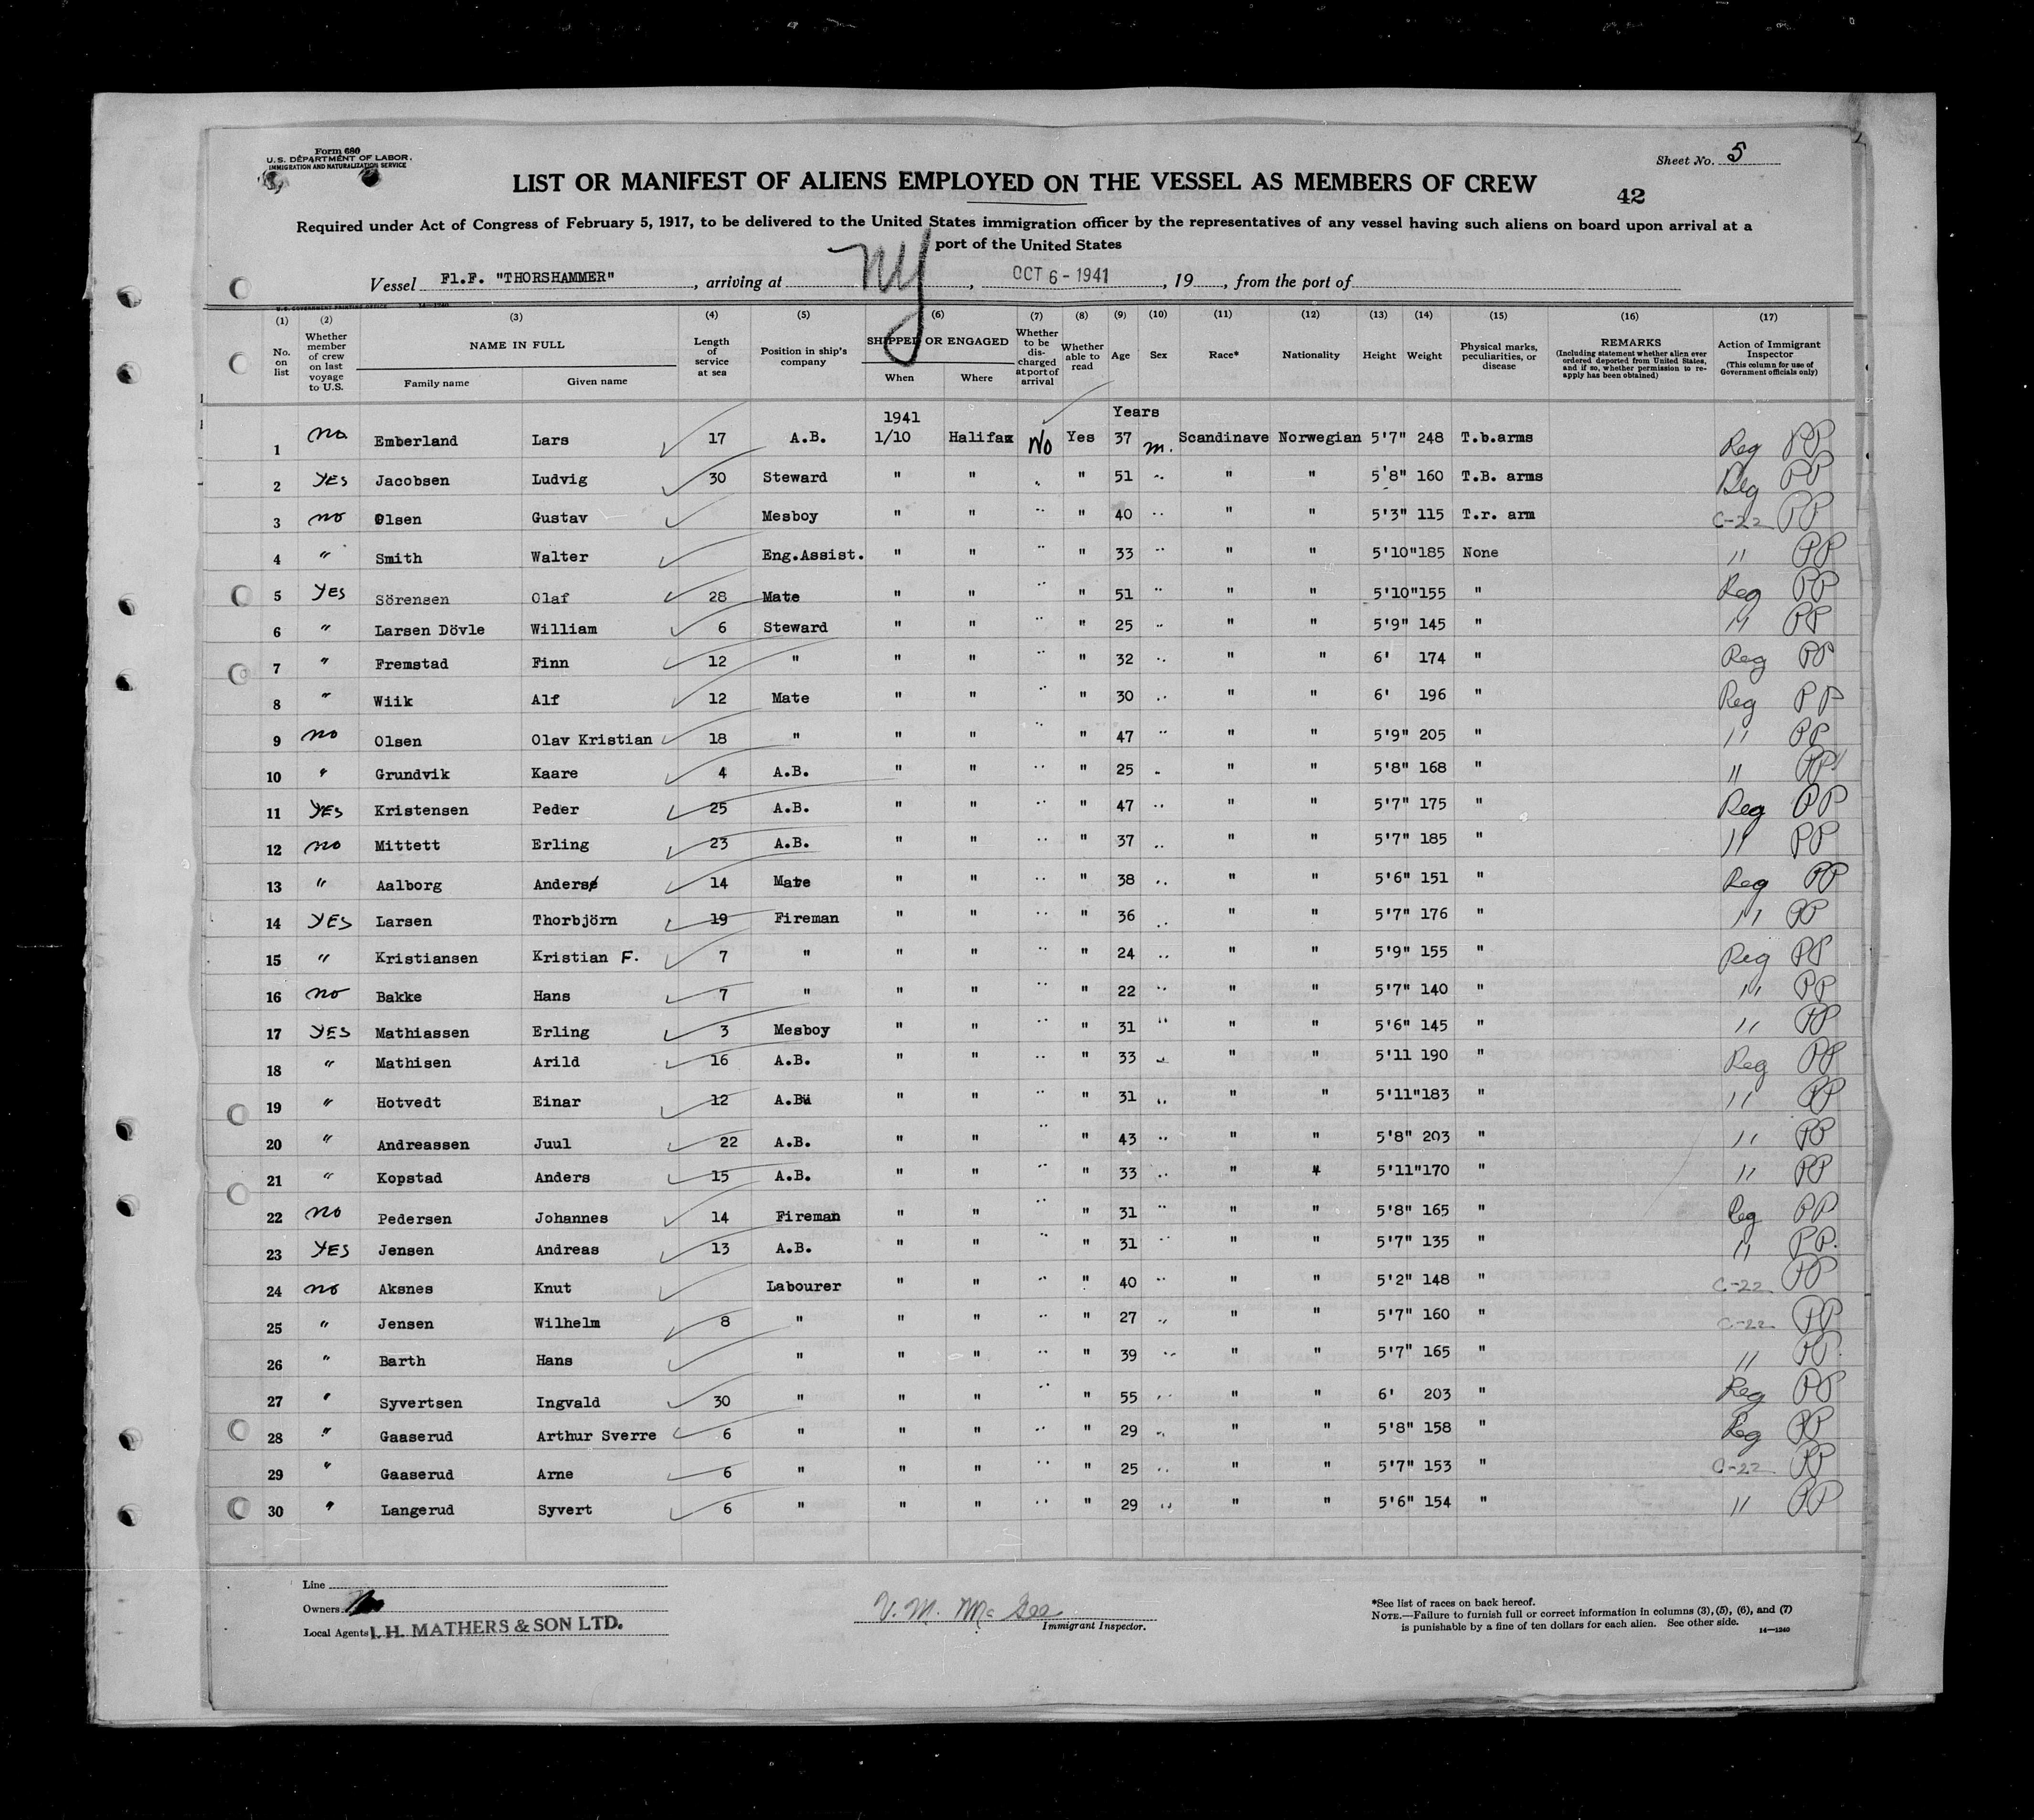 Form 680
U. S. DEPARTMENT OF LABOR,
IMMIGRATION AND NATURALIZATION SERVICE
Sheet No. 5
LIST OR MANIFEST OF ALIENS EMPLOYED ON THE VESSEL AS MEMBERS OF CREW
42
Required under Act of Congress of February 5, 1917, to be delivered to the United States immigration officer by the representatives of any vessel having such aliens on board upon arrival at a
port of the United States
Vessel Fl.F. "THORSHAMMER", arriving at NY, OCT 6 - 1941, 19, from the port of
U. S. GOVERNMENT PRINTING OFFICE 14—1240
(1) (2) (3) (4) (5) (6) (7) (8) (9) (10) (11) (12) (13) (14) (15) (16) (17)
No. on list
Whether member of crew on last voyage to U.S.
NAME IN FULL
Family name Given name
Length of service at sea
Position in ship's company
SHIPPED OR ENGAGED
When Where
Whether to be discharged at port of arrival
Whether able to read
Age Sex Race* Nationality Height Weight
Physical marks, peculiarities, or disease
REMARKS
(Including statement whether alien ever ordered deported from United States, and if so, whether permission to reapply has been obtained)
Action of Immigrant Inspector
(This column for use of Government officials only)
1941 Years
1 no Emberland Lars 17 A.B. 1/10 Halifax No Yes 37 m. Scandinave Norwegian 5'7" 248 T.b.arms Reg PP
2 YES Jacobsen Ludvig 30 Steward " " " " 51 " " " 5'8" 160 T.B. arms Reg PP
3 no Olsen Gustav Mesboy " " " " 40 " " " 5'3" 115 T.r. arm C-22 PP
4 " Smith Walter Eng.Assist. " " " " 33 " " " 5'10" 185 None " PP
5 YES Sörensen Olaf 28 Mate " " " " 51 " " " 5'10" 155 " Reg PP
6 " Larsen Dövle William 6 Steward " " " " 25 " " " 5'9" 145 " " PP
7 " Fremstad Finn 12 " " " " " 32 " " " 6' 174 " Reg PP
8 " Wiik Alf 12 Mate " " " " 30 " " " 6' 196 " Reg PP
9 no Olsen Olav Kristian 18 " " " " " 47 " " " 5'9" 205 " " PP
10 " Grundvik Kaare 4 A.B. " " " " 25 " " " 5'8" 168 " " PP
11 YES Kristensen Peder 25 A.B. " " " " 47 " " " 5'7" 175 " Reg PP
12 no Mittett Erling 23 A.B. " " " " 37 " " " 5'7" 185 " " PP
13 " Aalborg Anders 14 Mate " " " " 38 " " " 5'6" 151 " Reg PP
14 YES Larsen Thorbjörn 19 Fireman " " " " 36 " " " 5'7" 176 " " PP
15 " Kristiansen Kristian F. 7 " " " " " 24 " " " 5'9" 155 " Reg PP
16 no Bakke Hans 7 " " " " " 22 " " " 5'7" 140 " " PP
17 YES Mathiassen Erling 3 Mesboy " " " " 31 " " " 5'6" 145 " " PP
18 " Mathisen Arild 16 A.B. " " " " 33 " " " 5'11 190 " Reg PP
19 " Hotvedt Einar 12 A.B. " " " " 31 " " " 5'11" 183 " " PP
20 " Andreassen Juul 22 A.B. " " " " 43 " " " 5'8" 203 " " PP
21 " Kopstad Anders 15 A.B. " " " " 33 " " " 5'11" 170 " " PP
22 no Pedersen Johannes 14 Fireman " " " " 31 " " " 5'8" 165 " Reg PP
23 YES Jensen Andreas 13 A.B. " " " " 31 " " " 5'7" 135 " " PP.
24 no Aksnes Knut Labourer " " " " 40 " " " 5'2" 148 " C-22 PP
25 " Jensen Wilhelm 8 " " " " " 27 " " " 5'7" 160 " C-22 PP
26 " Barth Hans " " " " " 39 " " " 5'7" 165 " " PP
27 " Syvertsen Ingvald 30 " " " " " 55 " " " 6' 203 " Reg PP
28 " Gaaserud Arthur Sverre 6 " " " " " 29 " " " 5'8" 158 " Reg PP
29 " Gaaserud Arne 6 " " " " " 25 " " " 5'7" 153 " C-22 PP
30 " Langerud Syvert 6 " " " " " 29 " " " 5'6" 154 " " PP
Line
Owners
Local Agents I. H. MATHERS & SON LTD.
V. M. McGee
Immigrant Inspector.
*See list of races on back hereof.
NOTE.—Failure to furnish full or correct information in columns (3), (5), (6), and (7)
is punishable by a fine of ten dollars for each alien. See other side.
14—1240